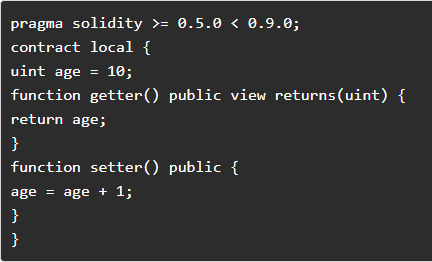 pragma solidity >= 0.5.0 < 0.9.0;
contract local {
uint age = 10;
function getter() public view returns(uint) {
return age;
}
function setter() public {
age = age + 1;
}
}